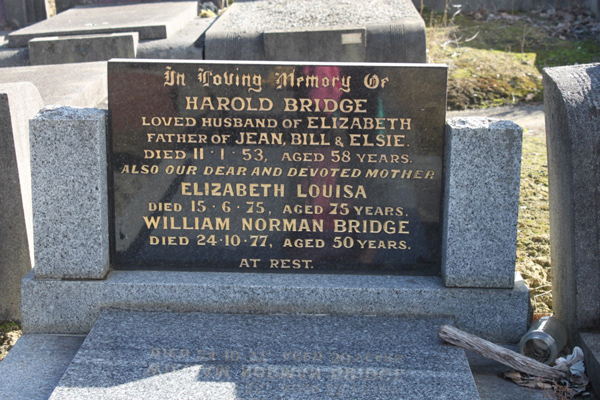 In Loving Memory Of
HAROLD BRIDGE
LOVED HUSBAND OF ELIZABETH
FATHER OF JEAN, BILL & ELSIE.
DIED 11·1·53, AGED 58 YEARS.
ALSO OUR DEAR AND DEVOTED MOTHER
ELIZABETH LOUISA
DIED 15·6·75, AGED 75 YEARS.
WILLIAM NORMAN BRIDGE
DIED 24·10·77, AGED 50 YEARS.
AT REST.